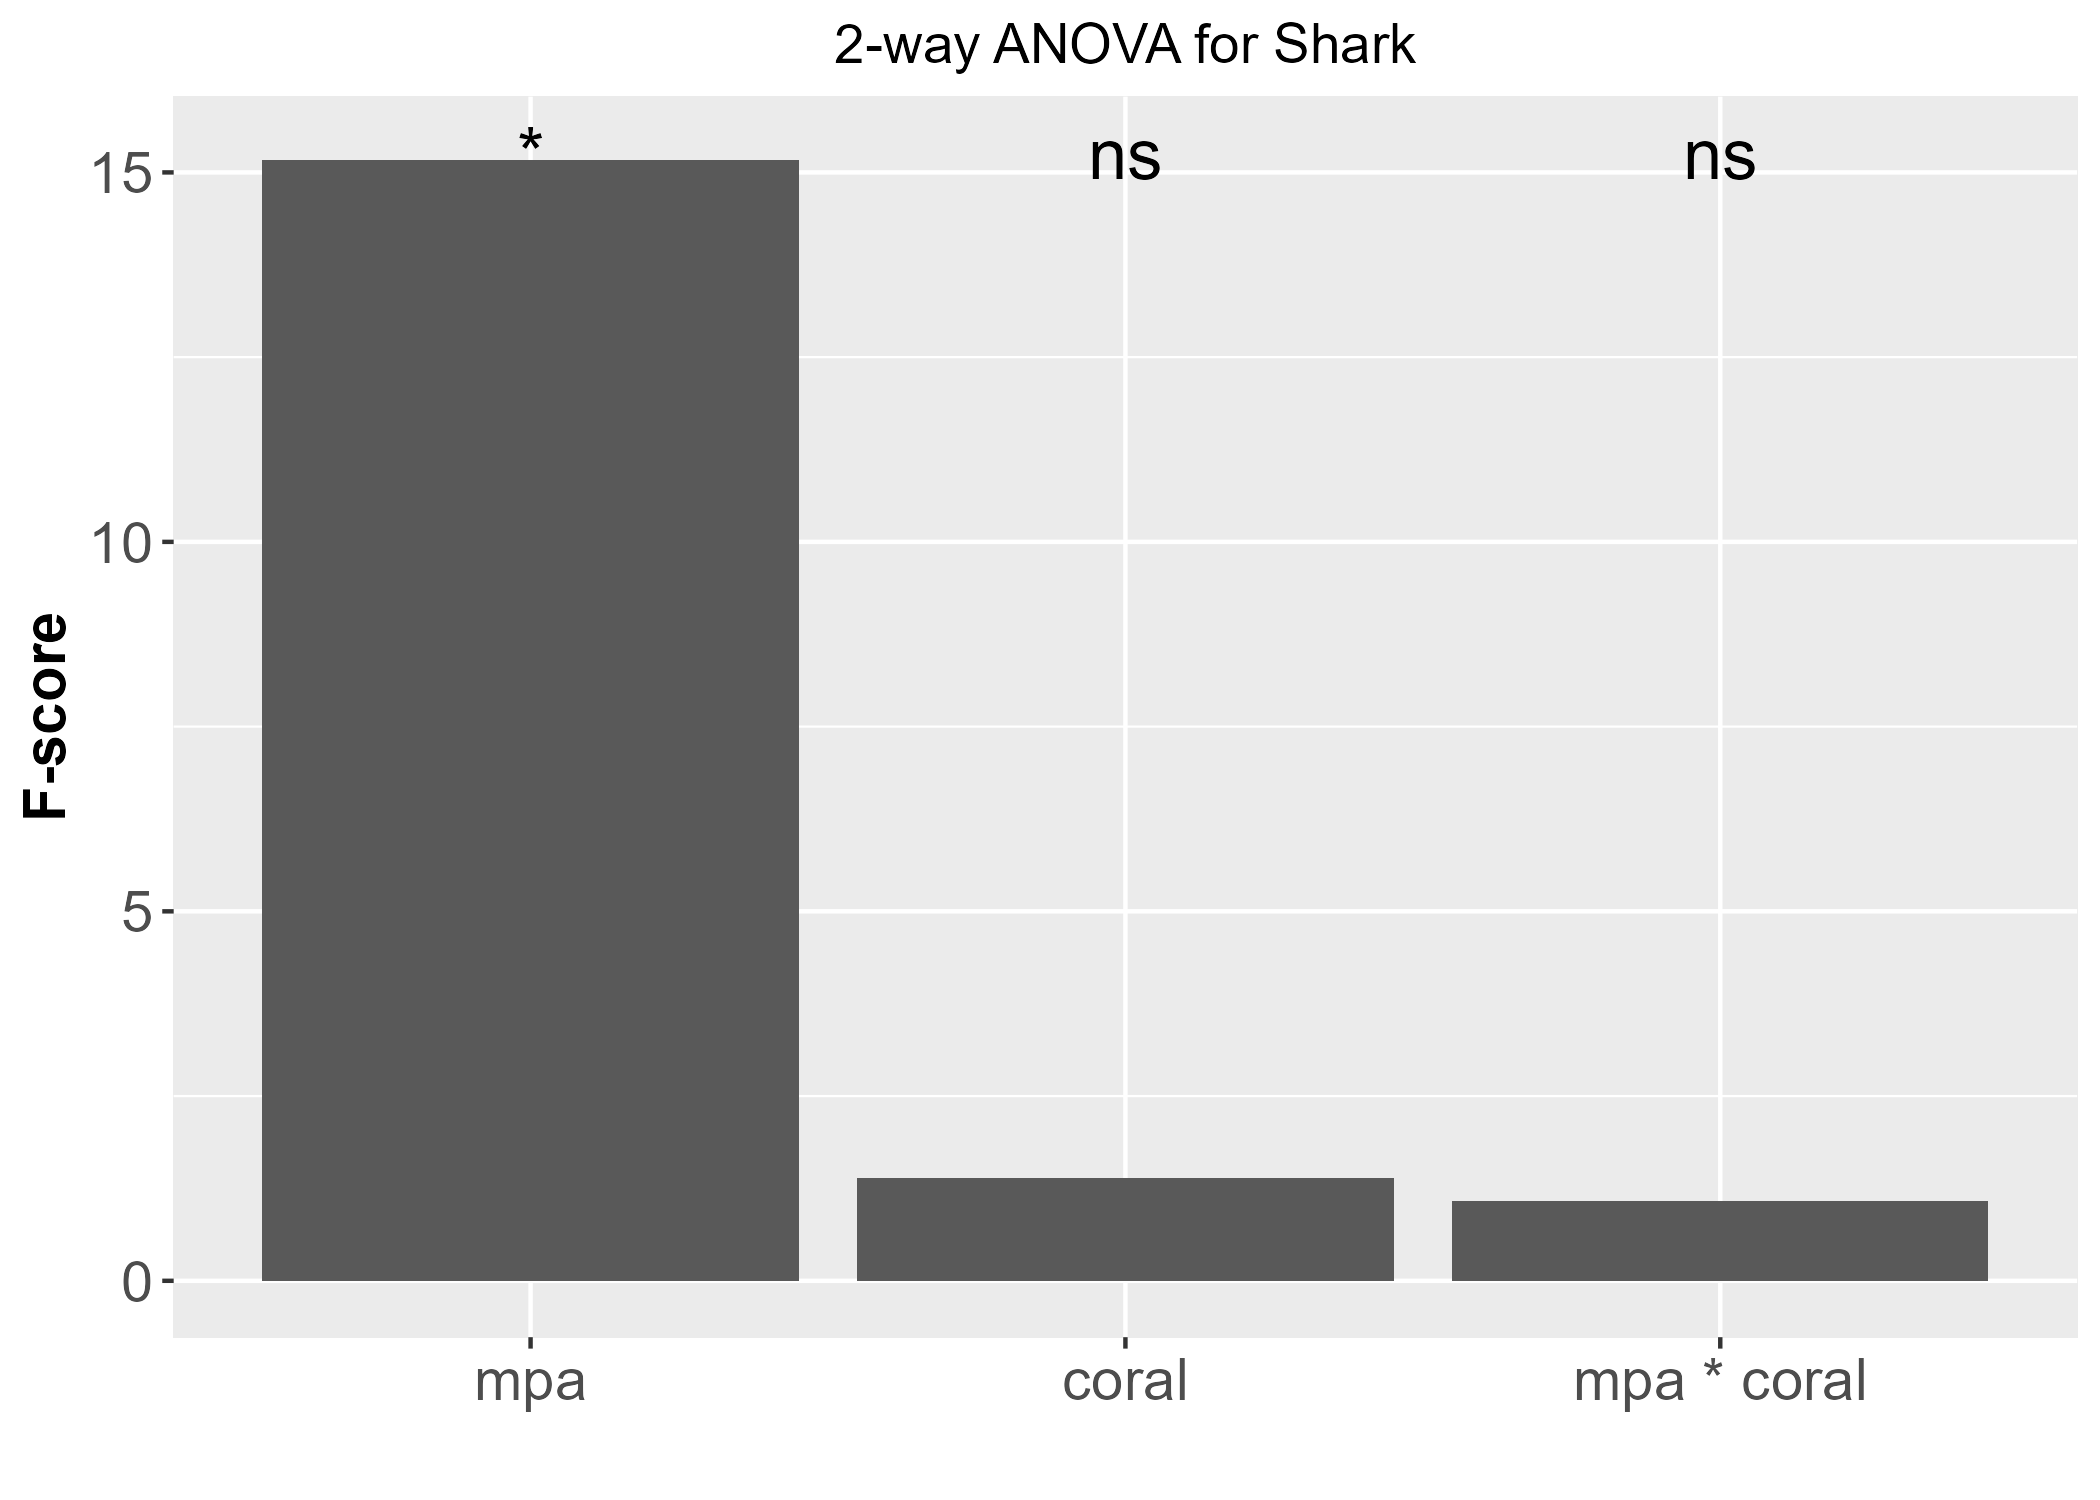 2-way ANOVA for Shark
* ns ns
15
10
5
0
F-score
mpa coral mpa * coral